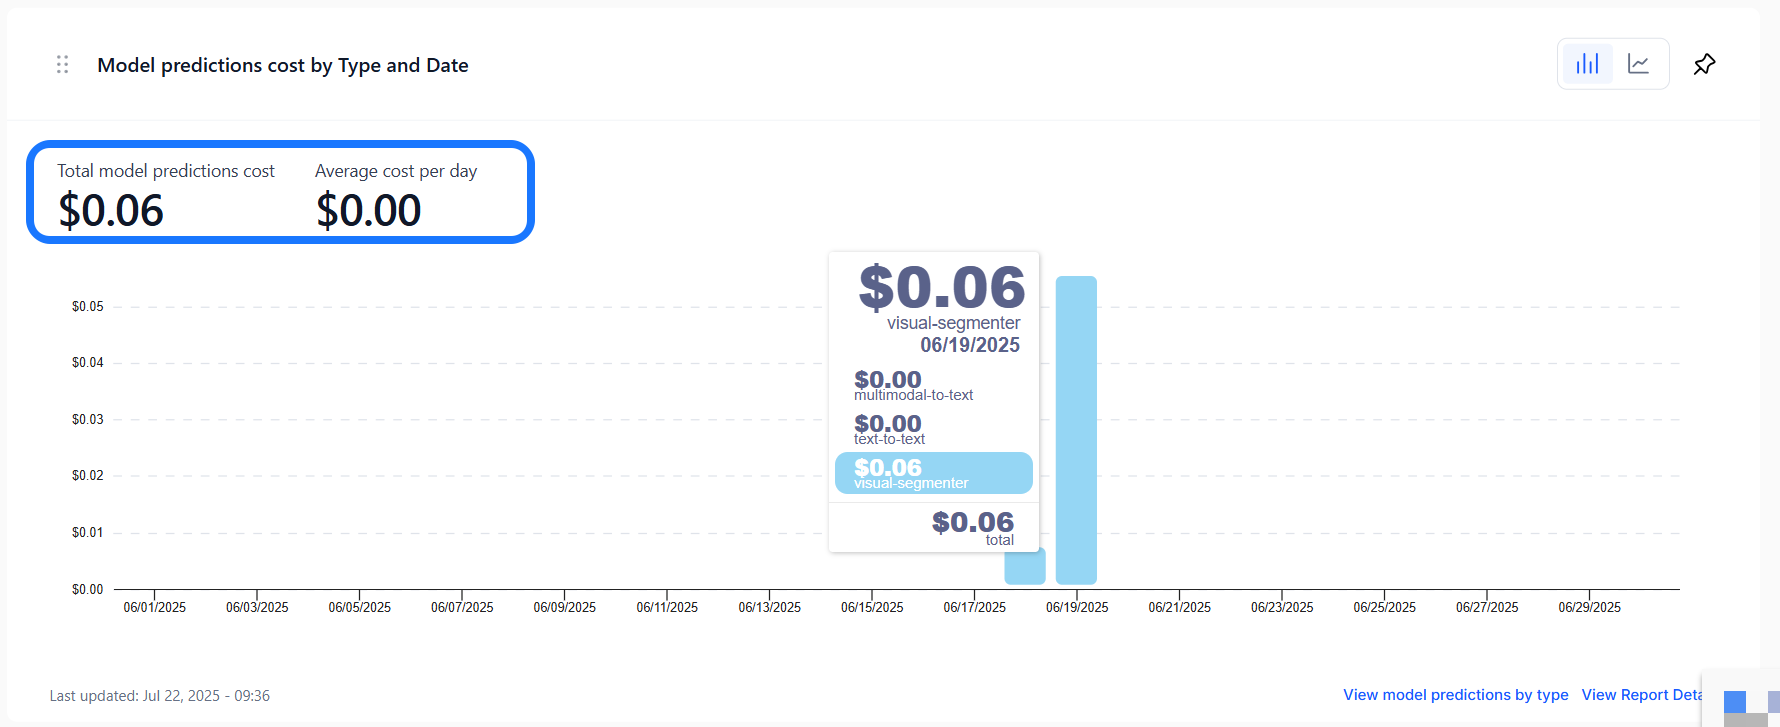 Model predictions cost by Type and Date
Total model predictions cost
$0.06
Average cost per day
$0.00
$0.06
visual-segmenter
06/19/2025
$0.00
multimodal-to-text
$0.00
text-to-text
$0.06
visual-segmenter
$0.06
total
$0.05
$0.04
$0.03
$0.02
$0.01
$0.00
06/01/2025 06/03/2025 06/05/2025 06/07/2025 06/09/2025 06/11/2025 06/13/2025 06/15/2025 06/17/2025 06/19/2025 06/21/2025 06/23/2025 06/25/2025 06/27/2025 06/29/2025
Last updated: Jul 22, 2025 - 09:36
View model predictions by type View Report Deta